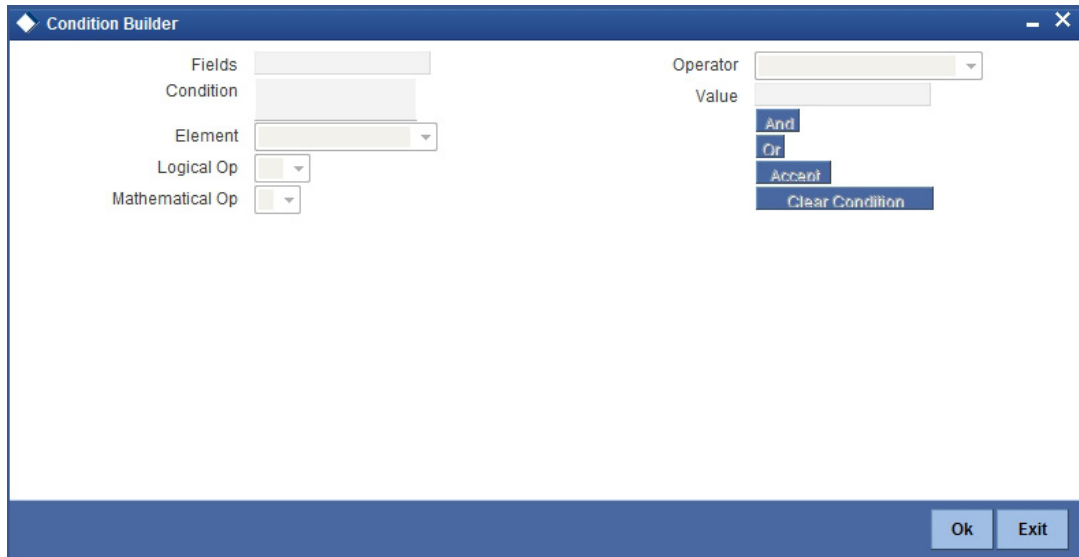 Condition Builder
Fields
Condition
Element
Logical Op
Mathematical Op
Operator
Value
And
Or
Accept
Clear Condition
Ok
Exit